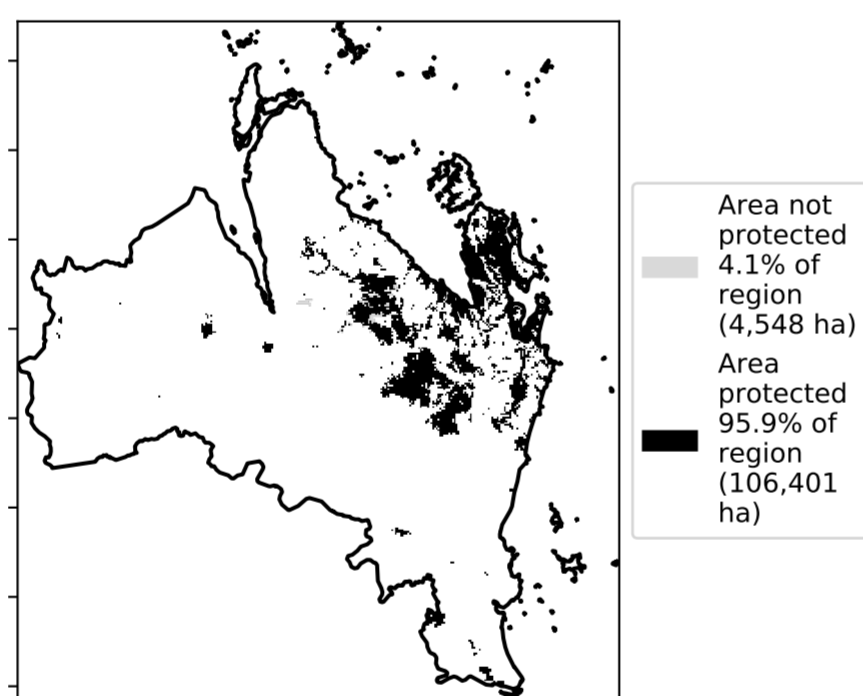 Area not
protected
4.1% of
region
(4,548 ha)
Area
protected
95.9% of
region
(106,401
ha)